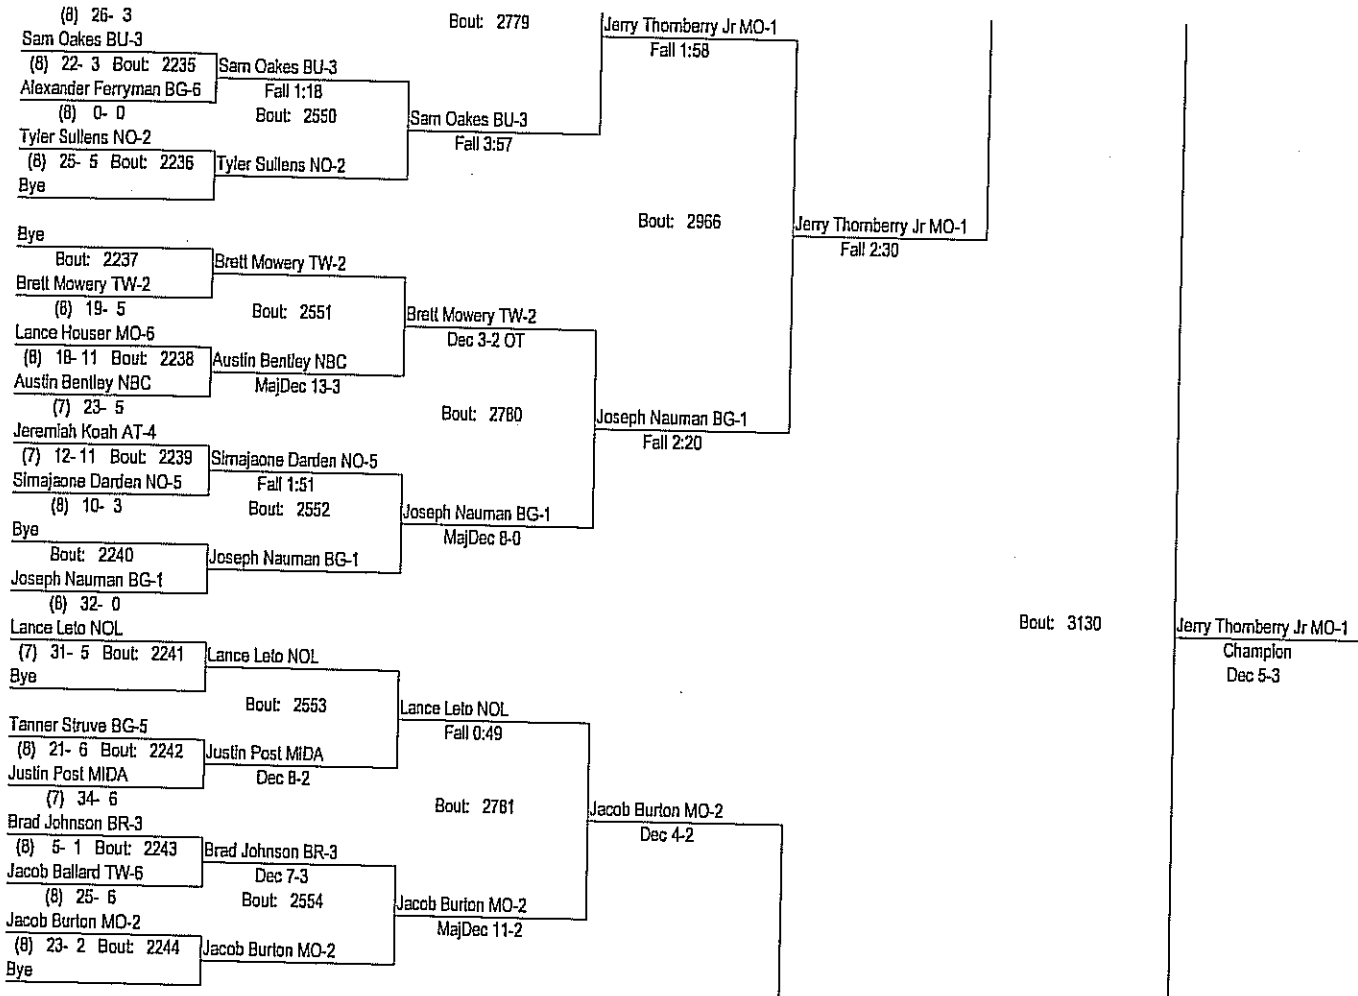 (8) 26- 3
Sam Oakes BU-3
(8) 22- 3 Bout: 2235
Alexander Ferryman BG-6
(8) 0- 0
Tyler Sullens NO-2
(8) 25- 5 Bout: 2236
Bye
Bye
Bout: 2237
Brett Mowery TW-2
(8) 19- 5
Lance Houser MO-6
(8) 18- 11 Bout: 2238
Austin Bentley NBC
(7) 23- 5
Jeremiah Koah AT-4
(7) 12- 11 Bout: 2239
Simajaone Darden NO-5
(8) 10- 3
Bye
Bout: 2240
Joseph Nauman BG-1
(8) 32- 0
Lance Leto NOL
(7) 31- 5 Bout: 2241
Bye
Tanner Struve BG-5
(8) 21- 6 Bout: 2242
Justin Post MIDA
(7) 34- 6
Brad Johnson BR-3
(8) 5- 1 Bout: 2243
Jacob Ballard TW-6
(8) 25- 6
Jacob Burton MO-2
(8) 23- 2 Bout: 2244
Bye
Sam Oakes BU-3
Fall 1:18
Bout: 2550
Tyler Sullens NO-2
Brett Mowery TW-2
Bout: 2551
Austin Bentley NBC
MajDec 13-3
Simajaone Darden NO-5
Fall 1:51
Bout: 2552
Joseph Nauman BG-1
Lance Leto NOL
Bout: 2553
Justin Post MIDA
Dec 8-2
Brad Johnson BR-3
Dec 7-3
Bout: 2554
Jacob Burton MO-2
Bout: 2779
Sam Oakes BU-3
Fall 3:57
Brett Mowery TW-2
Dec 3-2 OT
Bout: 2780
Joseph Nauman BG-1
MajDec 8-0
Lance Leto NOL
Fall 0:49
Bout: 2781
Jacob Burton MO-2
MajDec 11-2
Jerry Thornberry Jr MO-1
Fall 1:58
Bout: 2966
Joseph Nauman BG-1
Fall 2:20
Jacob Burton MO-2
Dec 4-2
Jerry Thornberry Jr MO-1
Fall 2:30
Bout: 3130
Jerry Thornberry Jr MO-1
Champion
Dec 5-3